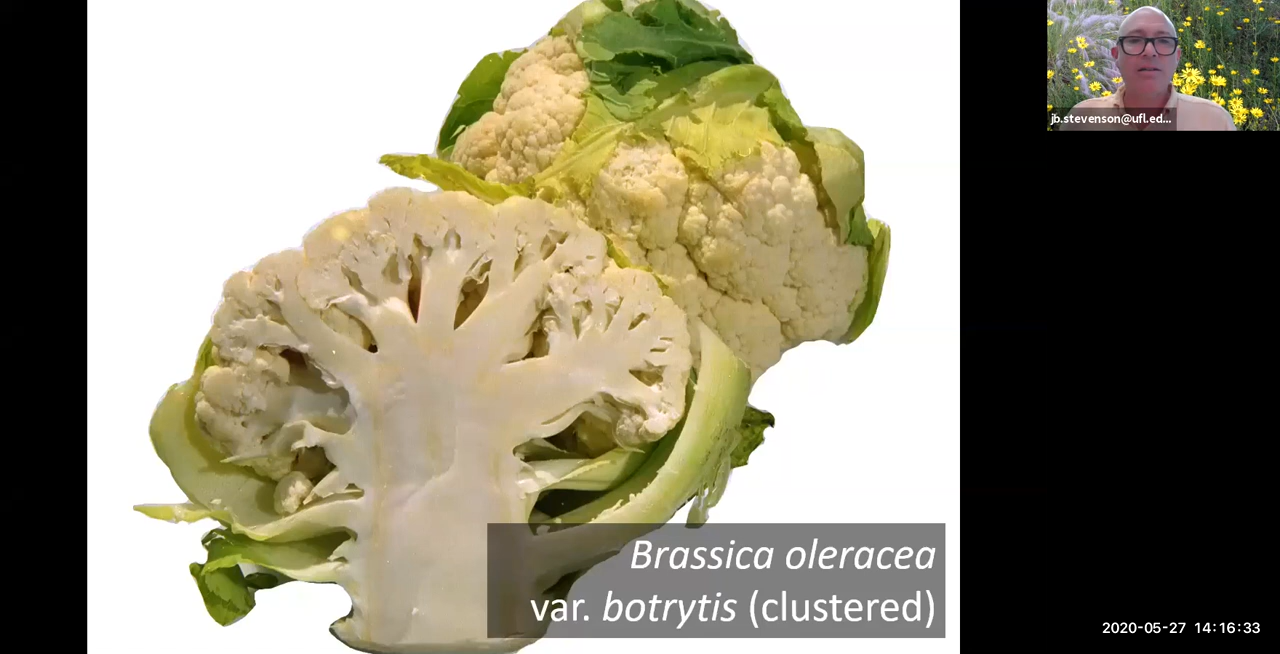 jb.stevenson@ufl.ed...
Brassica oleracea
var. botrytis (clustered)
2020-05-27 14:16:33